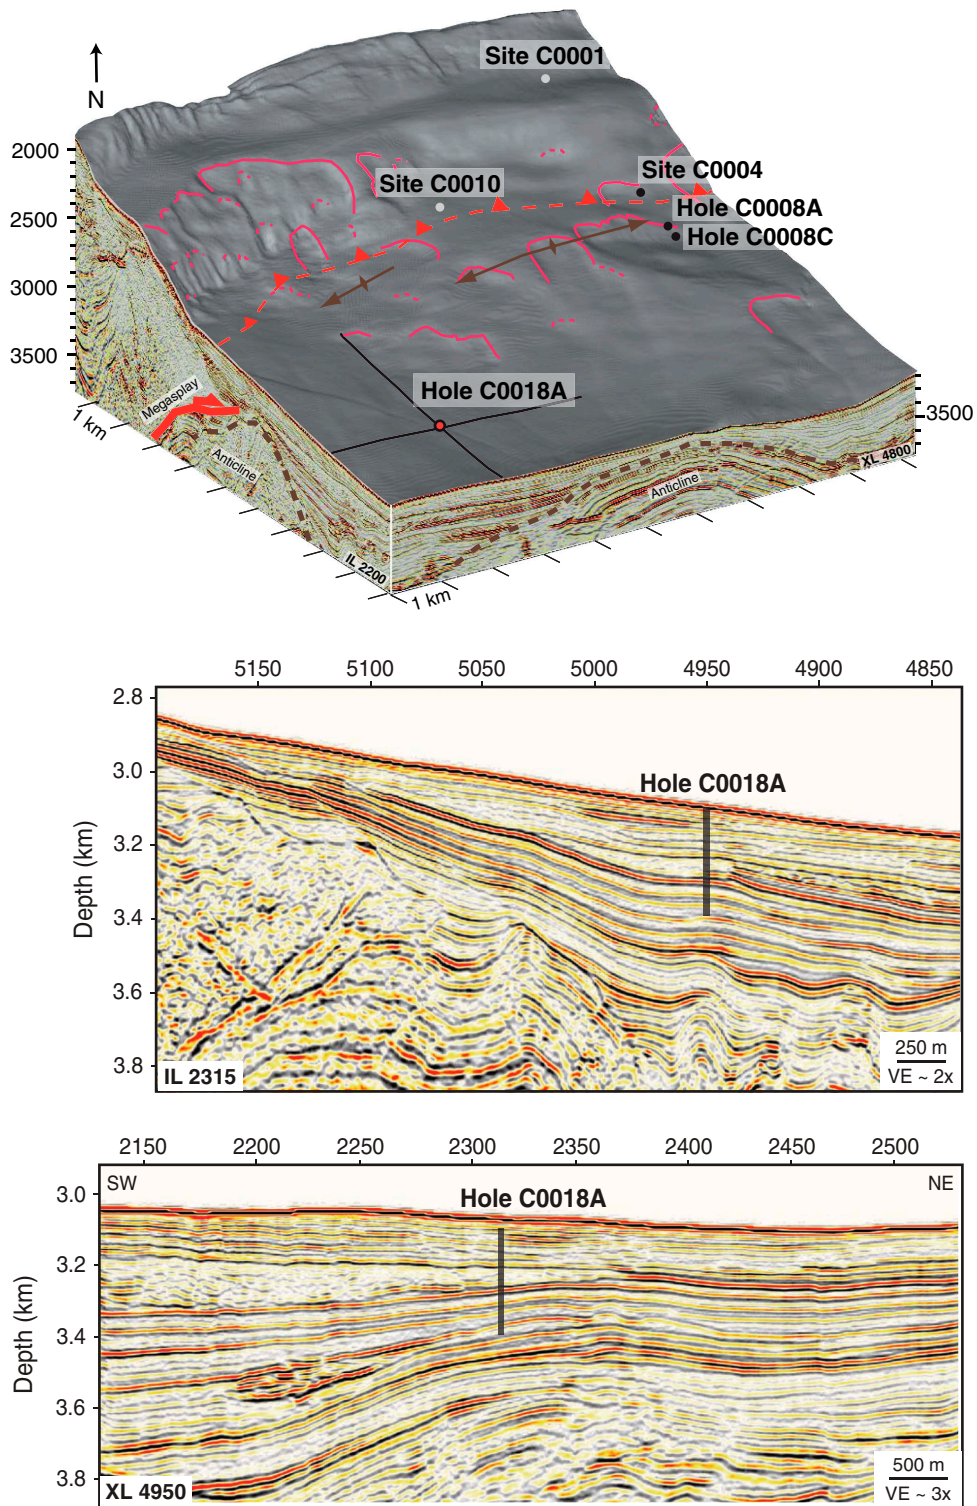 Site C0001
N
2000
Site C0004
Site C0010
2500
Hole C0008A
Hole C0008C
3000
3500
Megasplay
Hole C0018A
3500
1 km
Anticline
XL 4800
Anticline
IL 2200
1 km
5150 5100 5050 5000 4950 4900 4850
2.8
Hole C0018A
3.0
3.2
Depth (km)
3.4
3.6
250 m
3.8
IL 2315
VE ~ 2x
2150 2200 2250 2300 2350 2400 2450 2500
SW
NE
3.0
Hole C0018A
3.2
Depth (km)
3.4
3.6
500 m
3.8
XL 4950
VE ~ 3x